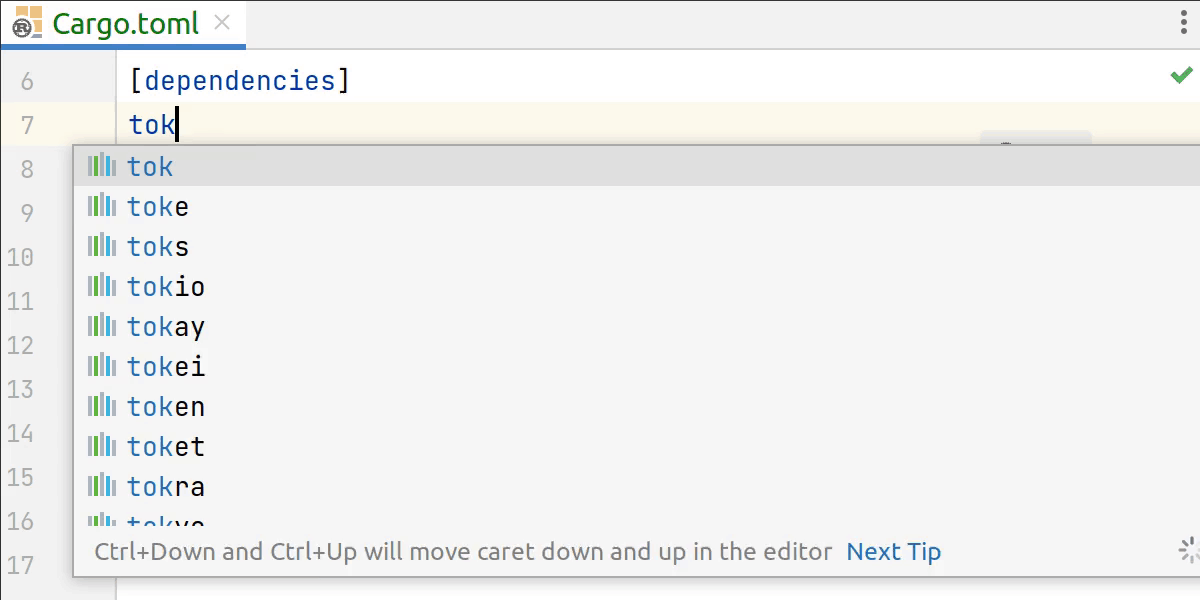 Cargo.toml
6 [dependencies]
7 tok
8 tok
9 toke
toks
10 tokio
11 tokay
12 tokei
13 token
14 toket
15 tokra
16
Ctrl+Down and Ctrl+Up will move caret down and up in the editor Next Tip
17